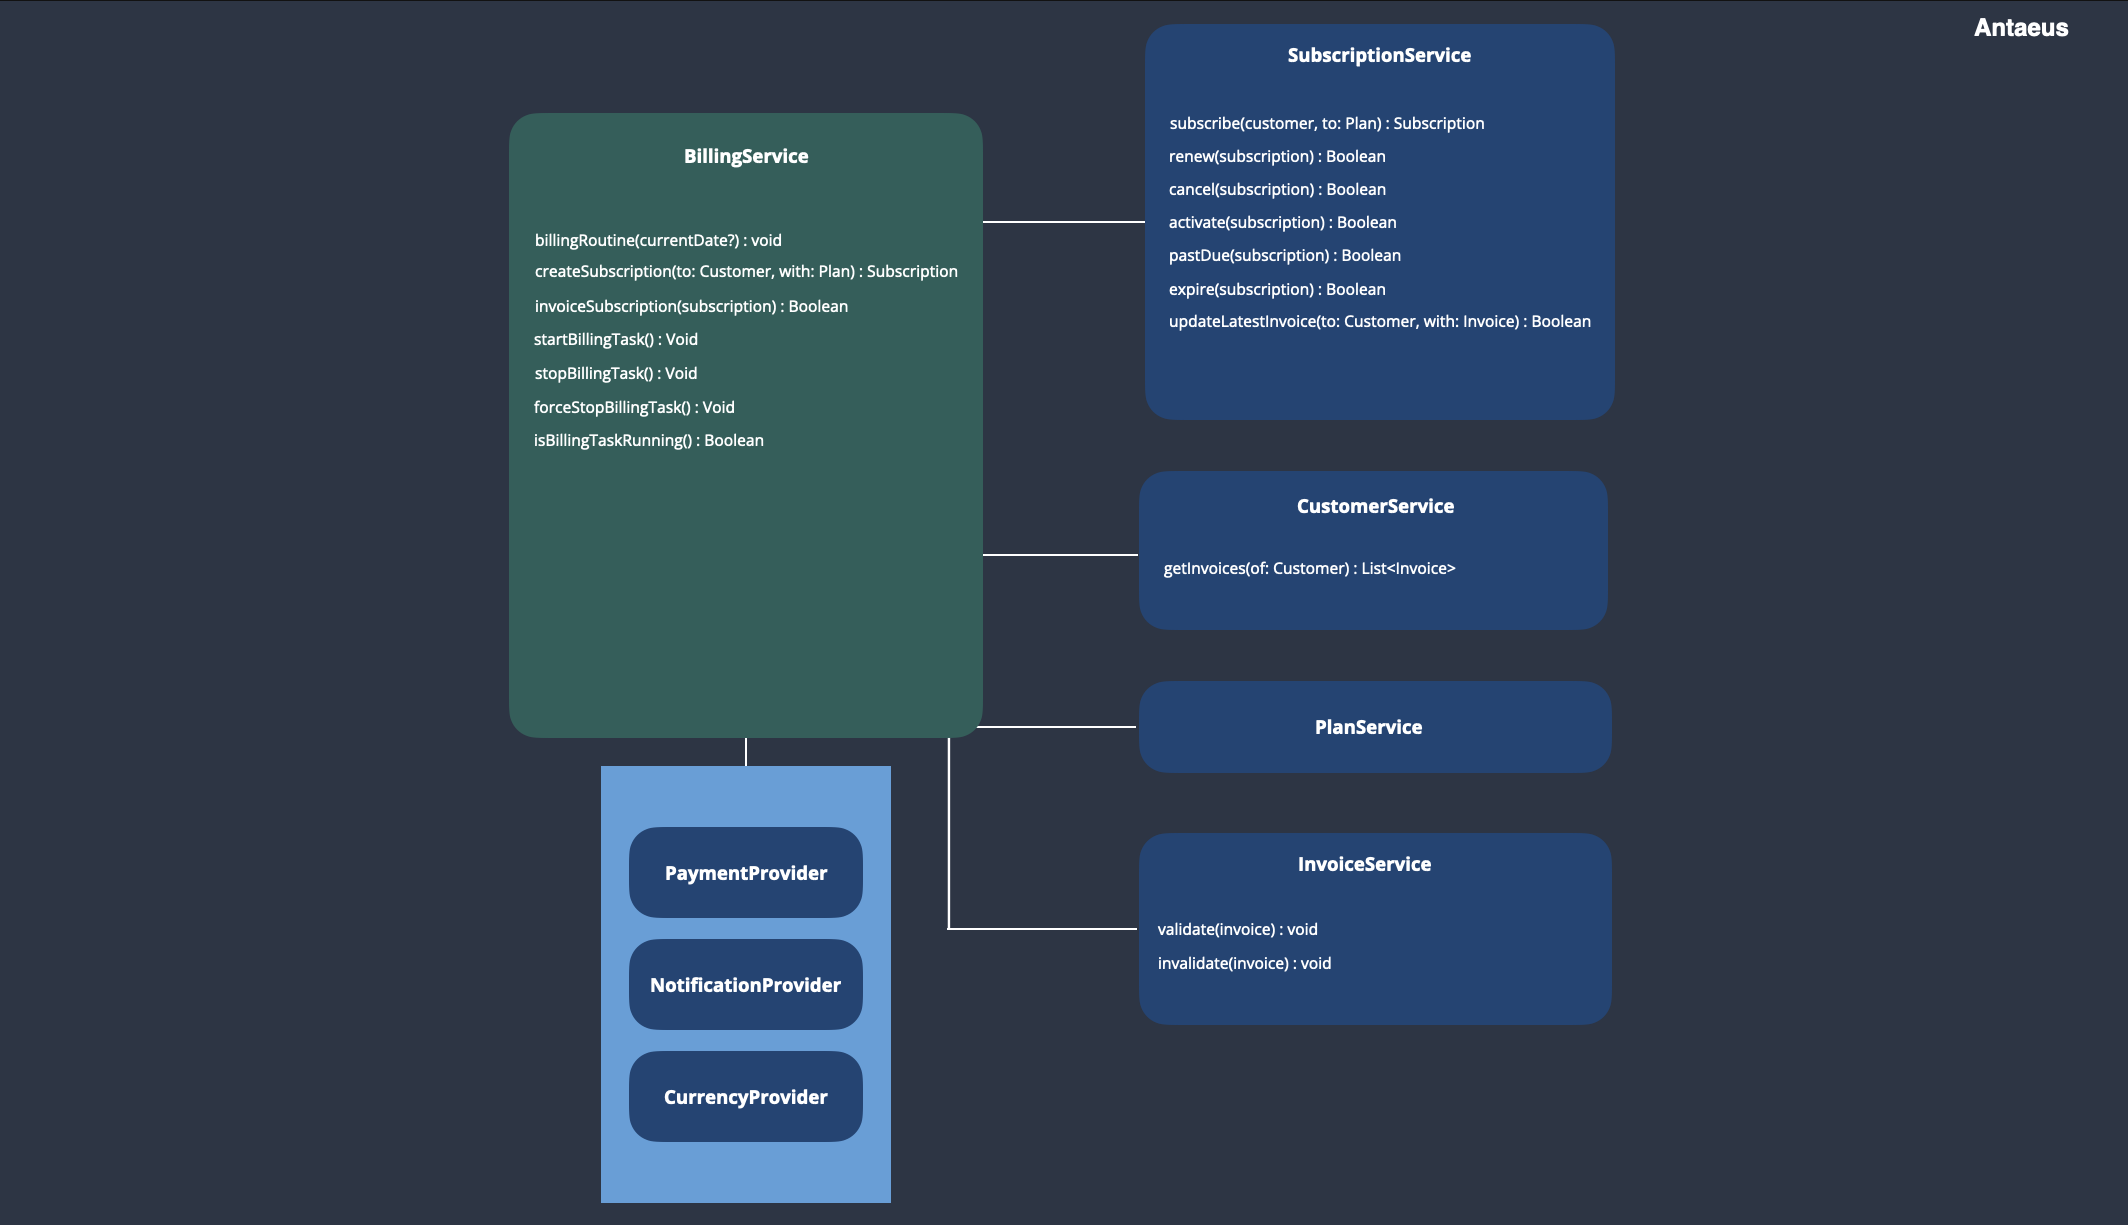 Antaeus
BillingService
billingRoutine(currentDate?) : void
createSubscription(to: Customer, with: Plan) : Subscription
invoiceSubscription(subscription) : Boolean
startBillingTask() : Void
stopBillingTask() : Void
forceStopBillingTask() : Void
isBillingTaskRunning() : Boolean
SubscriptionService
subscribe(customer, to: Plan) : Subscription
renew(subscription) : Boolean
cancel(subscription) : Boolean
activate(subscription) : Boolean
pastDue(subscription) : Boolean
expire(subscription) : Boolean
updateLatestInvoice(to: Customer, with: Invoice) : Boolean
CustomerService
getInvoices(of: Customer) : List<Invoice>
PlanService
InvoiceService
validate(invoice) : void
invalidate(invoice) : void
PaymentProvider
NotificationProvider
CurrencyProvider